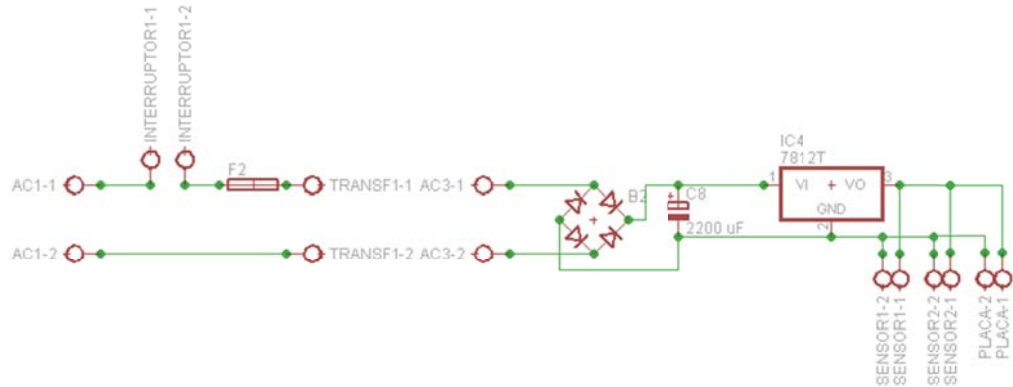 INTERRUPTOR1-1
INTERRUPTOR1-2
IC4
7812T
AC1-1
F2
TRANSF1-1
AC3-1
B2
+
+
C8
2200 uF
1
VI
+
VO
3
GND
2
AC1-2
TRANSF1-2
AC3-2
SENSOR1-2
SENSOR1-1
SENSOR2-2
SENSOR2-1
PLACA-2
PLACA-1